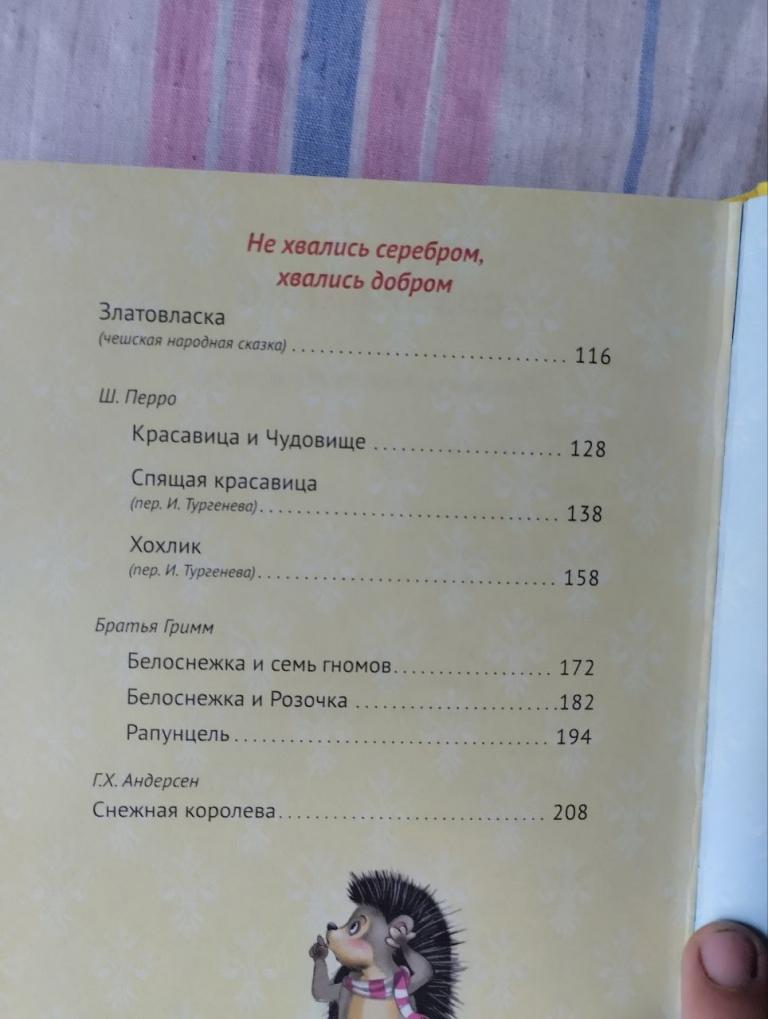 Не хвались серебром,
хвались добром
Златовласка
(чешская народная сказка) ............................ 116
Ш. Перро
Красавица и Чудовище ................... 128
Спящая красавица
(пер. И. Тургенева) ................................ 138
Хохлик
(пер. И. Тургенева) ................................ 158
Братья Гримм
Белоснежка и семь гномов ................ 172
Белоснежка и Розочка ..................... 182
Рапунцель ................................. 194
Г.Х. Андерсен
Снежная королева ............................ 208